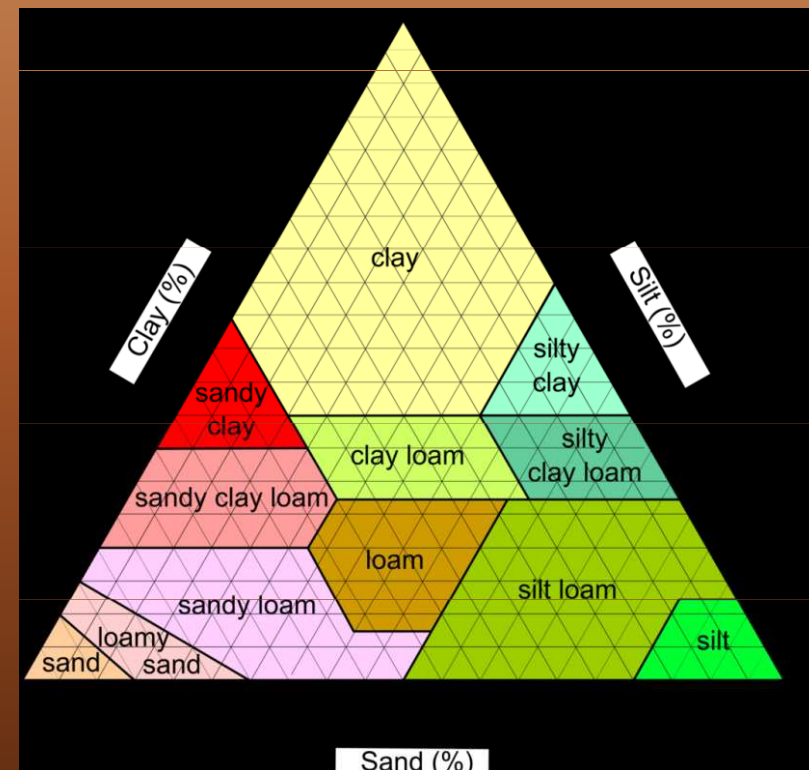 clay
Clay (%)
Silt (%)
silty
clay
sandy
clay
clay loam
silty
clay loam
sandy clay loam
loam
silt loam
sandy loam
loamy
sand
sand
silt
Sand (%)